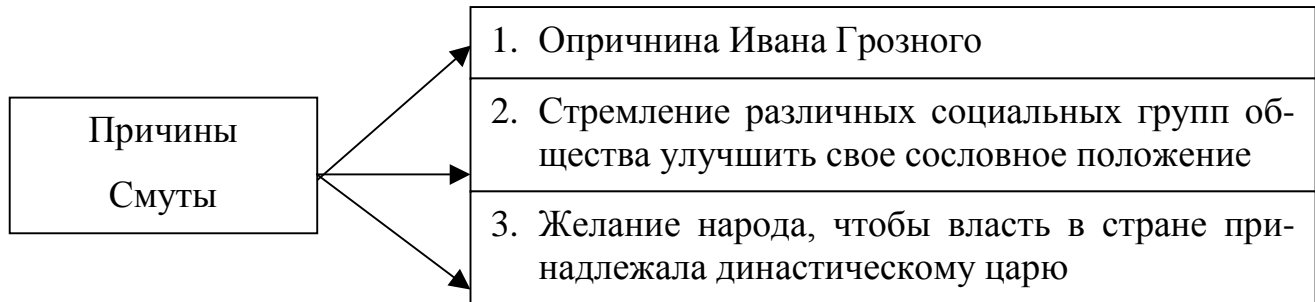 Причины
Смуты
1. Опричнина Ивана Грозного
2. Стремление различных социальных групп об-
щества улучшить свое сословное положение
3. Желание народа, чтобы власть в стране при-
надлежала династическому царю